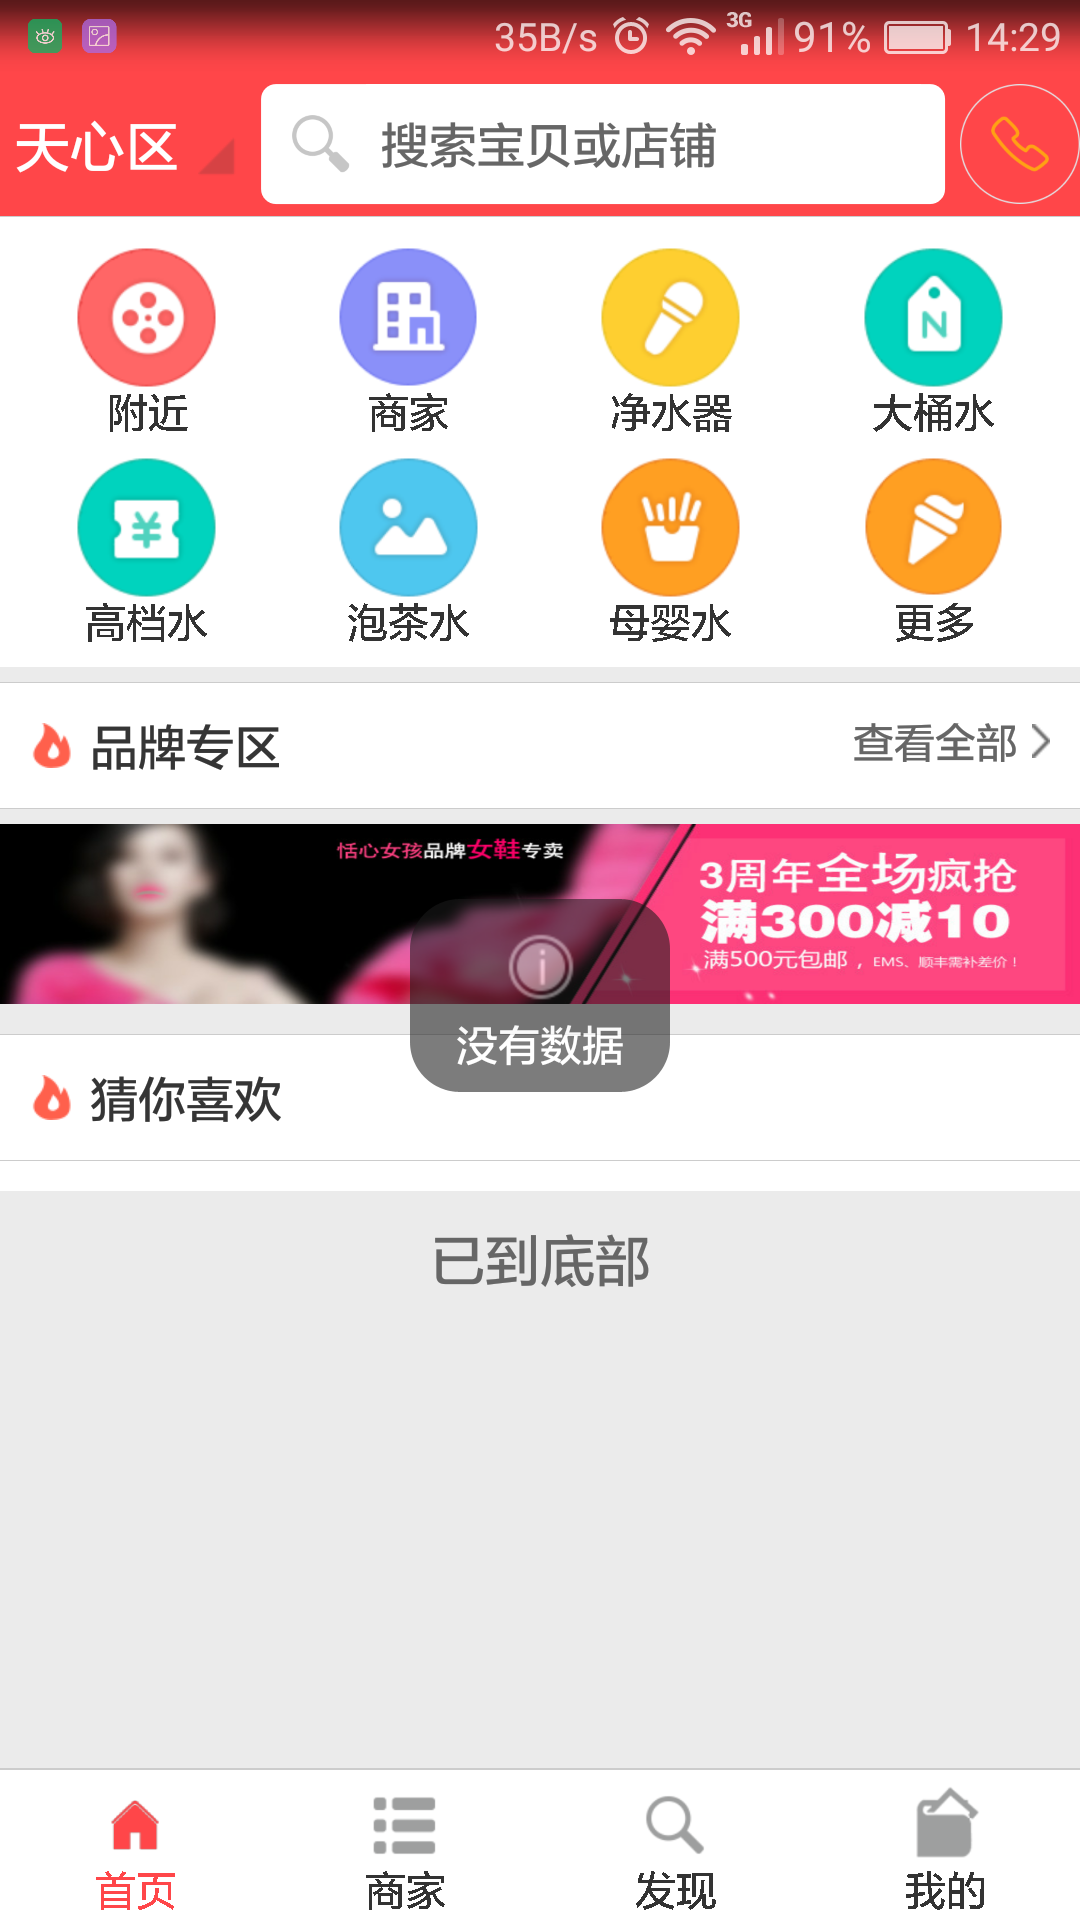 35B/s 3G 91% 14:29
天心区 搜索宝贝或店铺
附近 商家 净水器 大桶水
N
¥
高档水 泡茶水 母婴水 更多
品牌专区 查看全部
恬心女孩品牌女鞋专卖
3周年全场疯抢
满300减10
满500元包邮，EMS、顺丰需补差价！
没有数据
猜你喜欢
已到底部
首页 商家 发现 我的